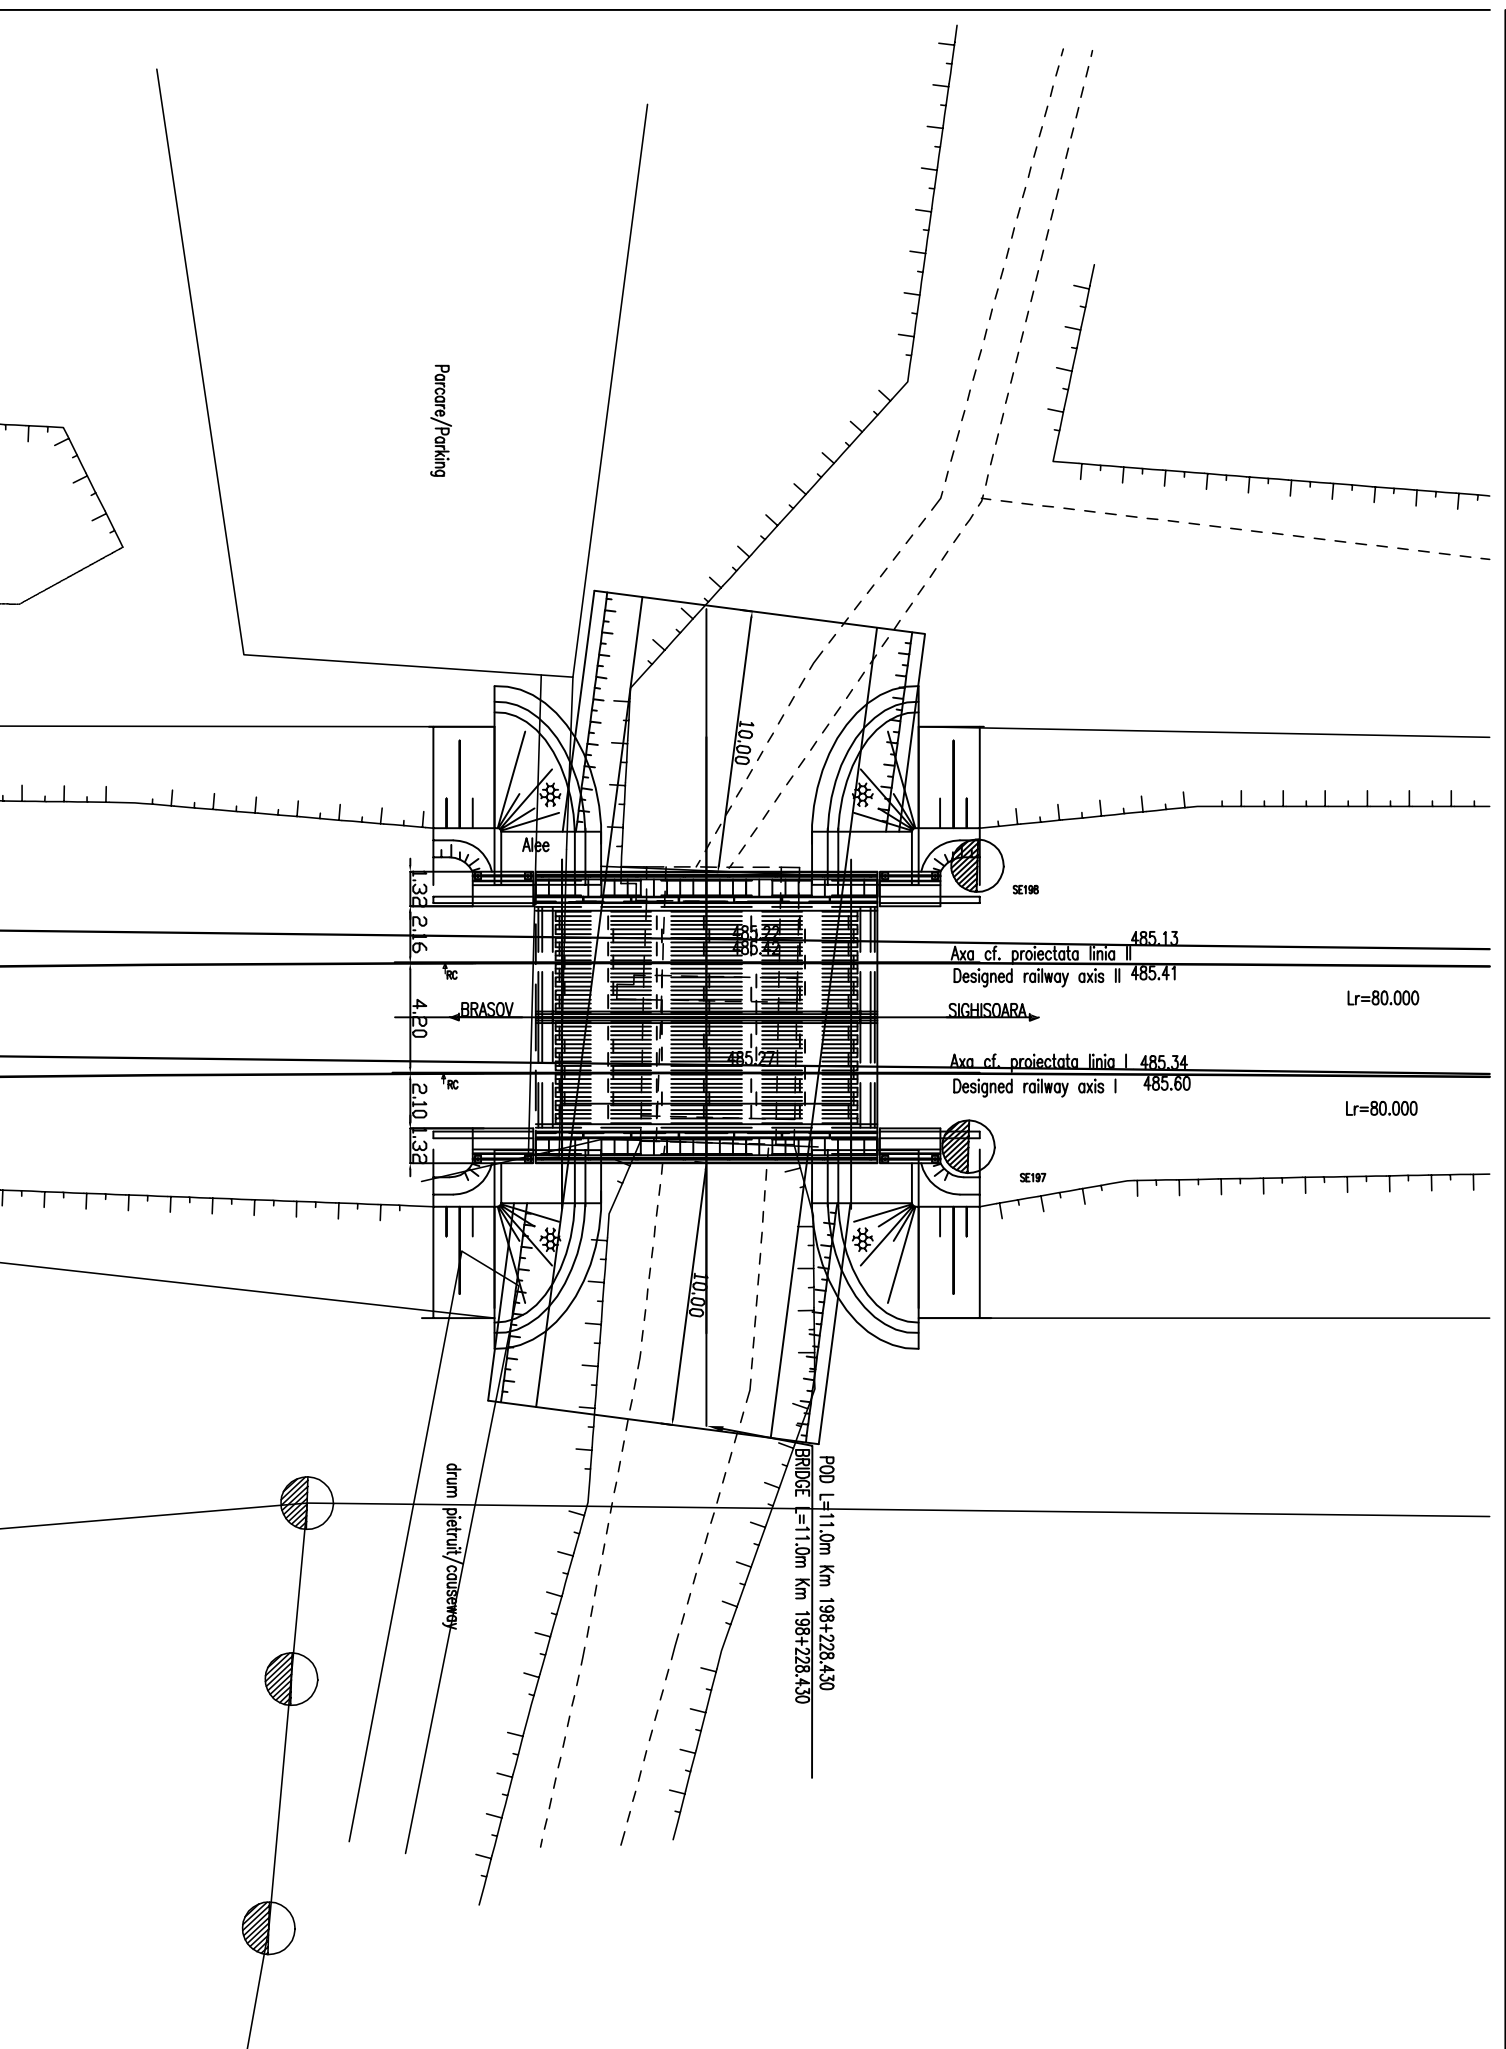 Parcare/Parking
10.00
Alee
SE198
1,32
2,16
4,20
2,10
1,32
485.22
485.42
485.13
Axa cf. proiectata linia II
Designed railway axis II
485.41
RC
Lr=80.000
BRASOV
SIGHISOARA
485.27
Axa cf. proiectata linia I
485.34
Designed railway axis I
485.60
RC
Lr=80.000
SE197
10.00
POD L=11.0m Km 198+228.430
BRIDGE L=11.0m Km 198+228.430
drum pietruit/causeway